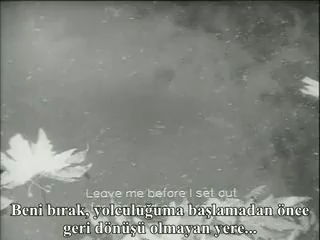 Leave me before I set out
Beni bırak, yolculuğuma başlamadan önce
geri dönüşü olmayan yere...